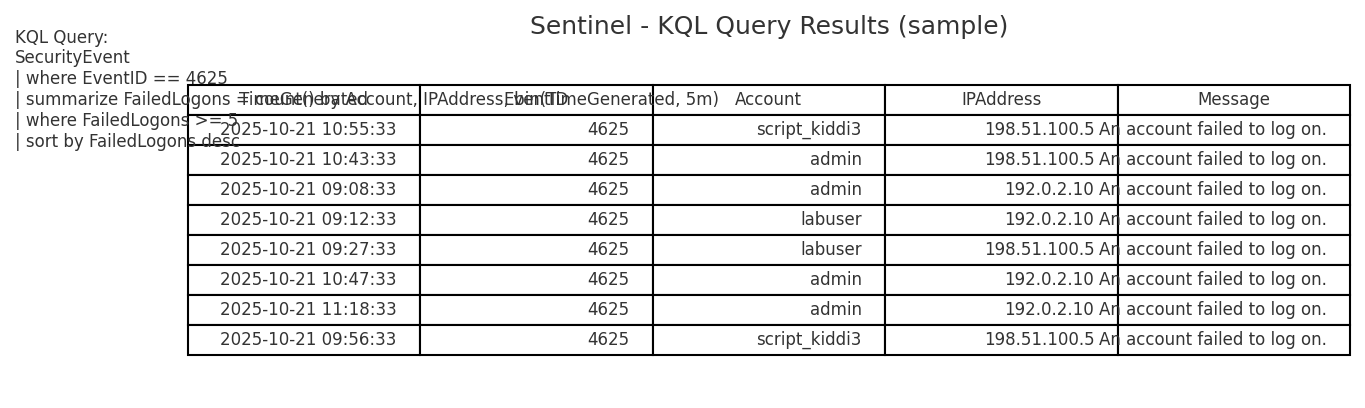 Sentinel - KQL Query Results (sample)
KQL Query:
SecurityEvent
| where EventID == 4625
| summarize FailedLogons = count() by Account, IPAddress, bin(TimeGenerated, 5m)
| where FailedLogons >= 5
| sort by FailedLogons desc
TimeGenerated EventID Account IPAddress Message
2025-10-21 10:55:33 4625 script_kiddi3 198.51.100.5 An account failed to log on.
2025-10-21 10:43:33 4625 admin 198.51.100.5 An account failed to log on.
2025-10-21 09:08:33 4625 admin 192.0.2.10 An account failed to log on.
2025-10-21 09:12:33 4625 labuser 192.0.2.10 An account failed to log on.
2025-10-21 09:27:33 4625 labuser 198.51.100.5 An account failed to log on.
2025-10-21 10:47:33 4625 admin 192.0.2.10 An account failed to log on.
2025-10-21 11:18:33 4625 admin 192.0.2.10 An account failed to log on.
2025-10-21 09:56:33 4625 script_kiddi3 198.51.100.5 An account failed to log on.